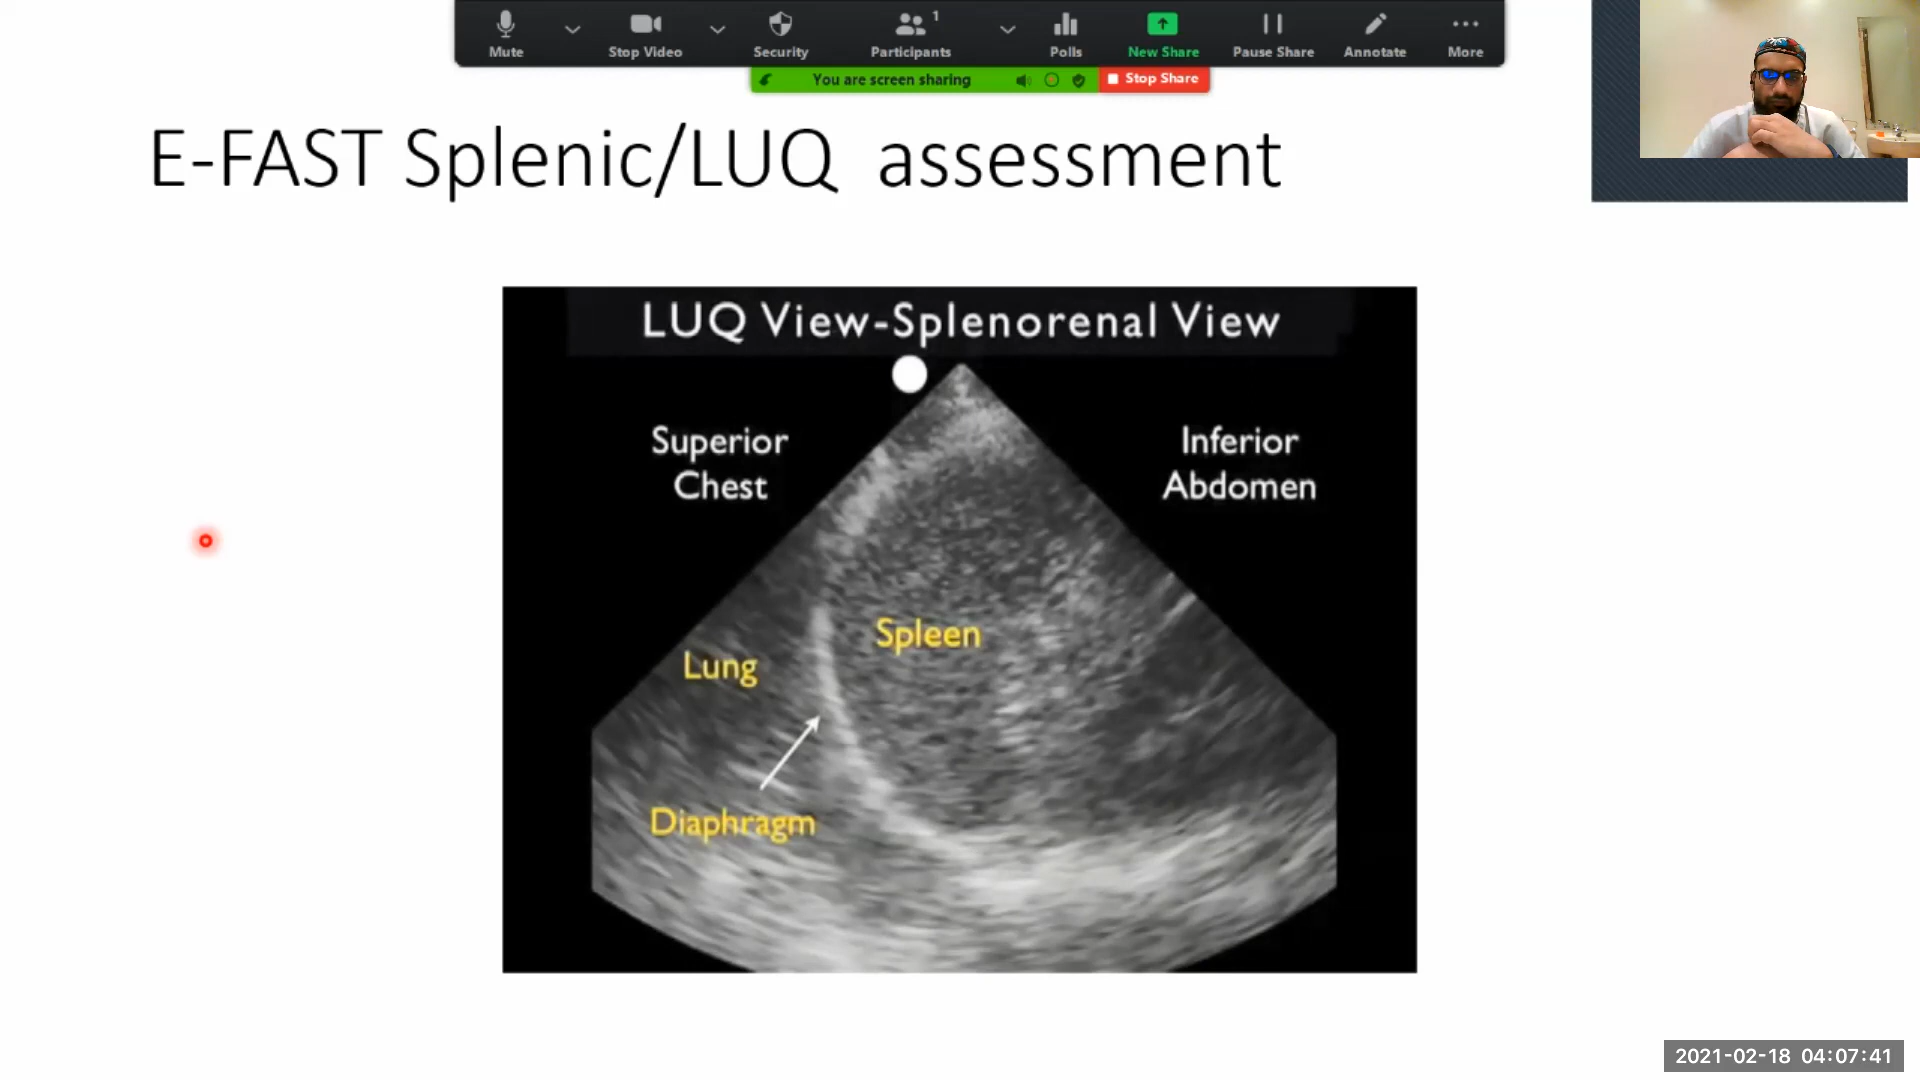 Mute
Stop Video
Security
Participants
1
Polls
New Share
Pause Share
Annotate
More
You are screen sharing
Stop Share
E-FAST Splenic/LUQ assessment
LUQ View-Splenorenal View
Superior
Chest
Inferior
Abdomen
Spleen
Lung
Diaphragm
2021-02-18 04:07:41